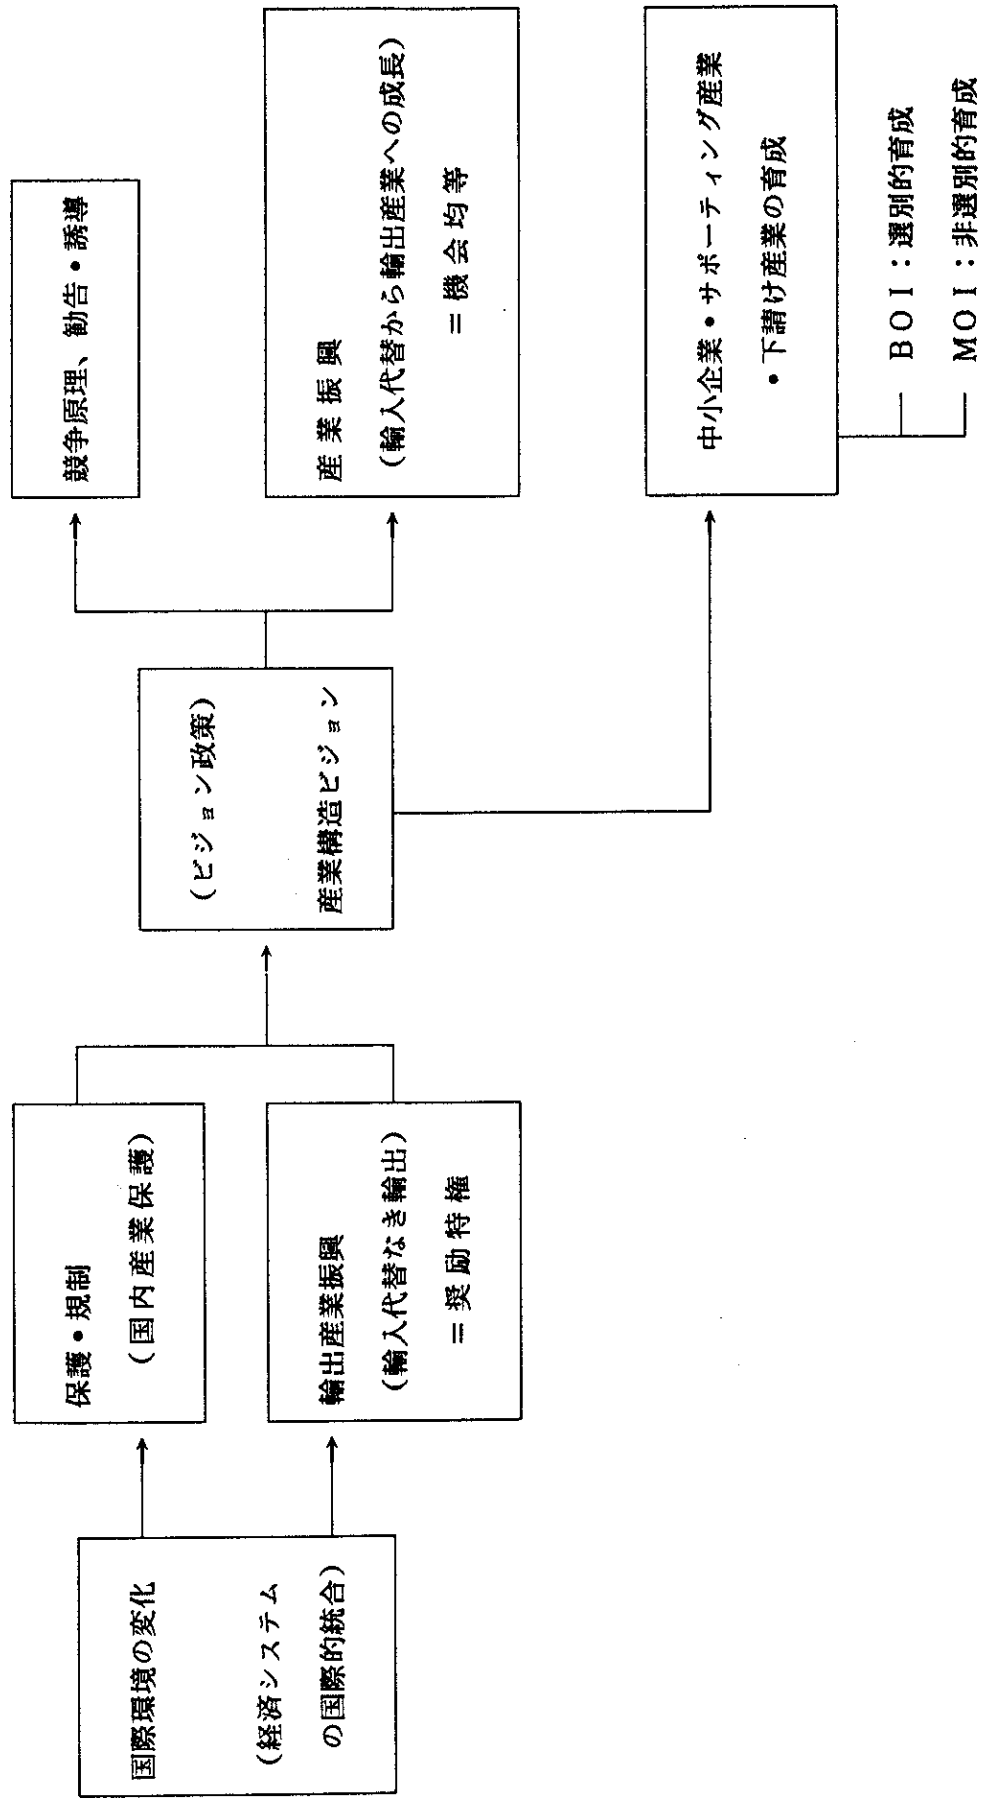 国際環境の変化
(経済システム
の国際的統合)
保護・規制
(国内産業保護)
輸出産業振興
(輸入代替なき輸出)
=奨励特権
(ビジョン政策)
産業構造ビジョン
競争原理、勧告・誘導
産業振興
(輸入代替から輸出産業への成長)
=機会均等
中小企業・サポーティング産業
・下請け産業の育成
BOI:選別的育成
MOI:非選別的育成